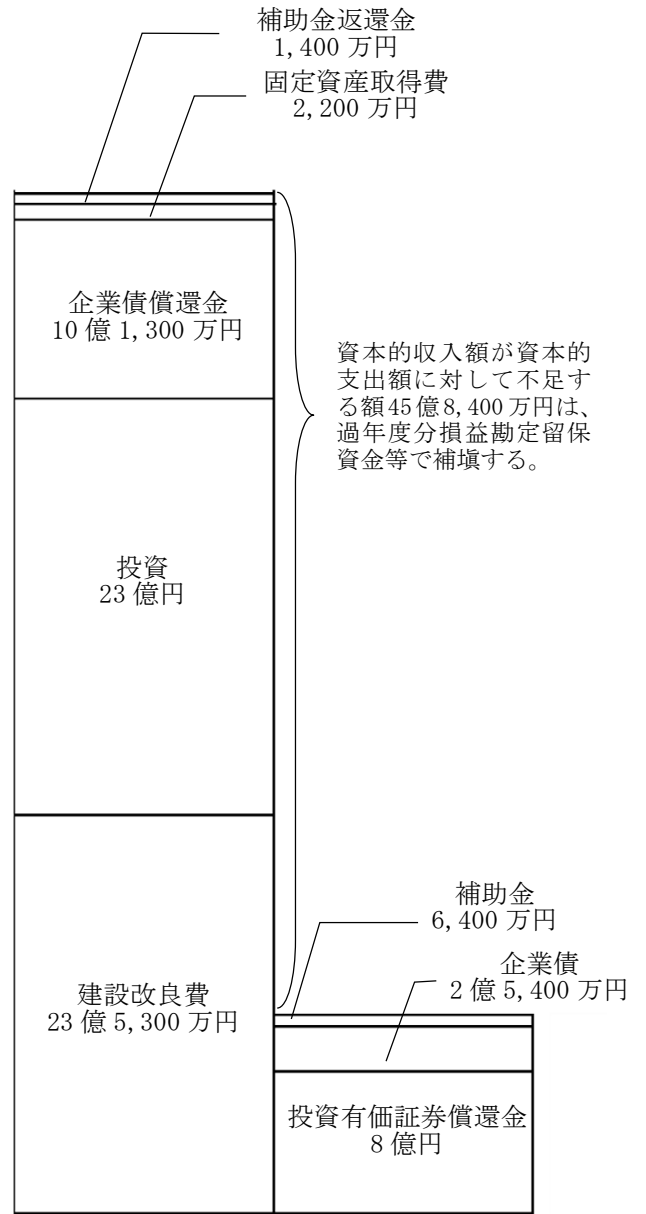 補助金返還金
1,400 万円
固定資産取得費
2,200 万円
企業債償還金
10 億 1,300 万円
資本的収入額が資本的
支出額に対して不足す
る額45億8,400万円は、
過年度分損益勘定留保
資金等で補塡する。
投資
23 億円
補助金
6,400 万円
企業債
2 億 5,400 万円
建設改良費
23 億 5,300 万円
投資有価証券償還金
8 億円